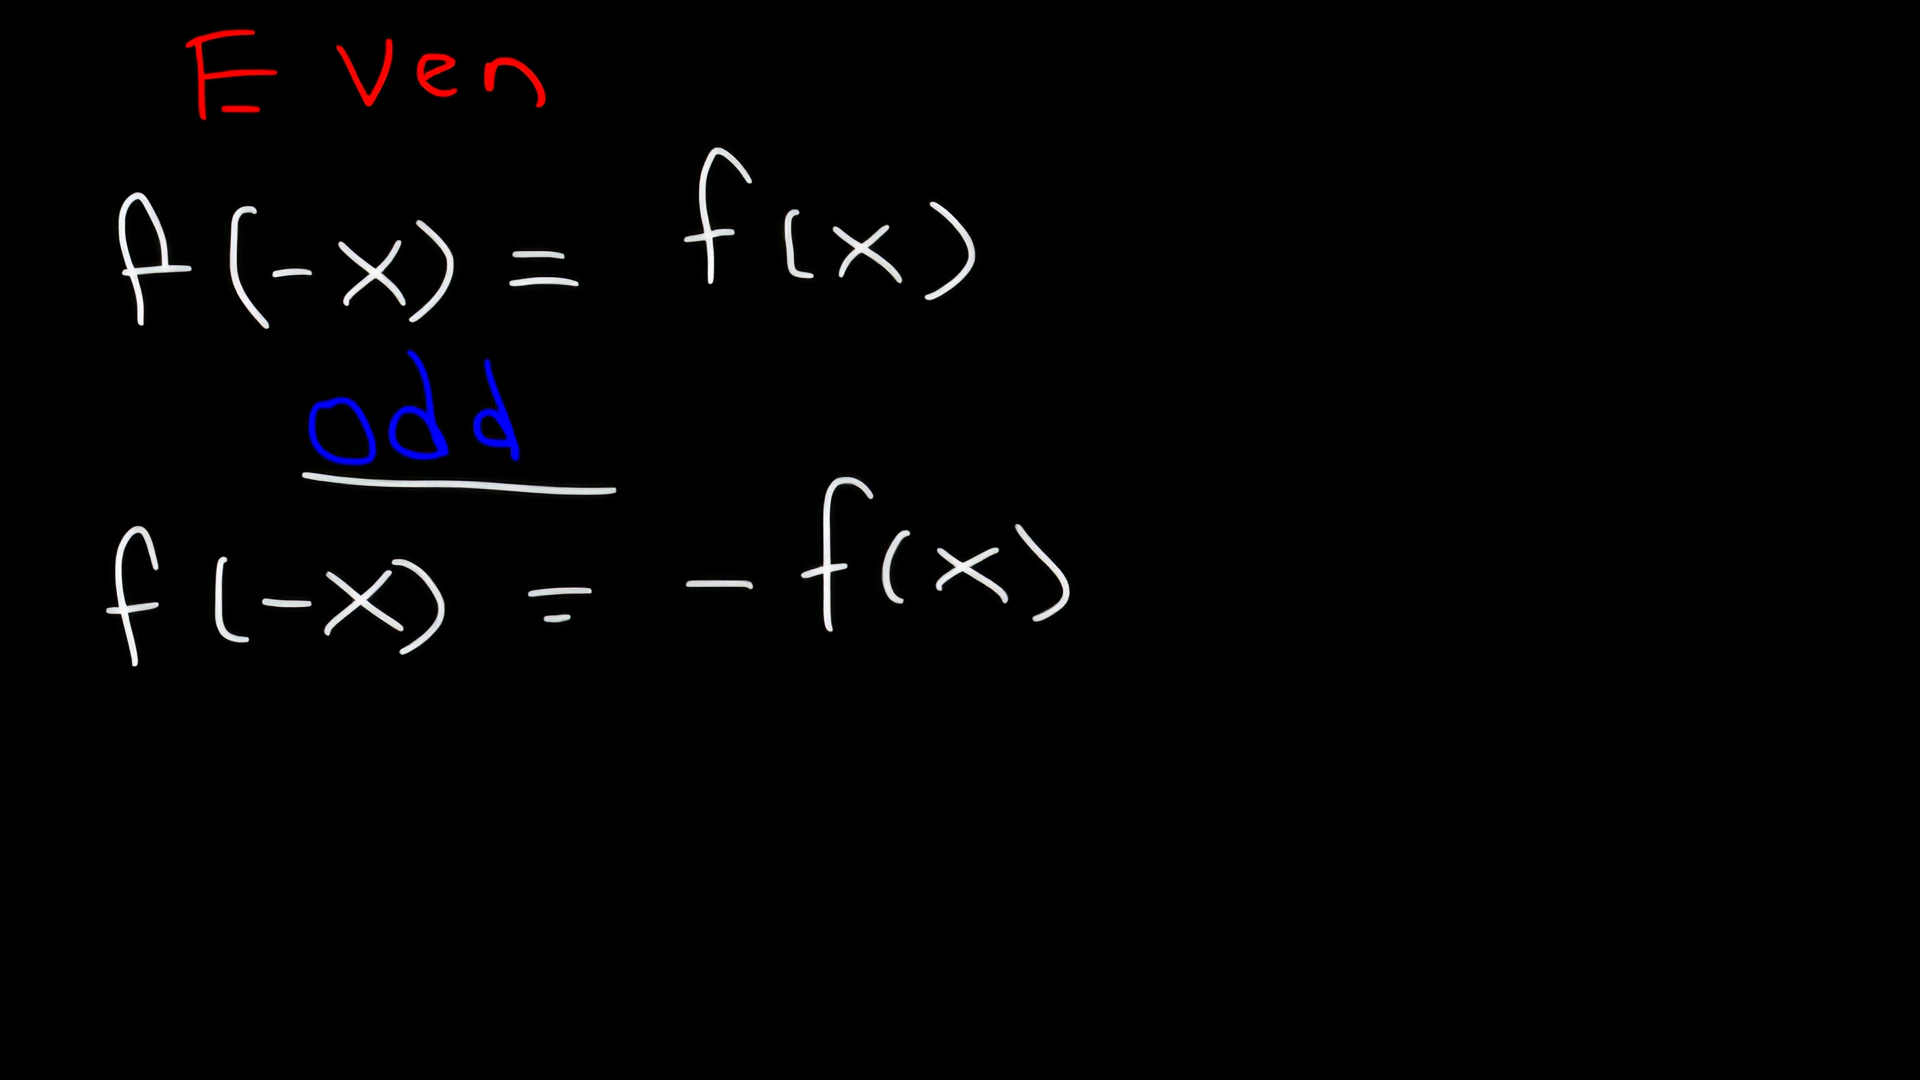 Even
f(-x) = f(x)
odd
f(-x) = -f(x)